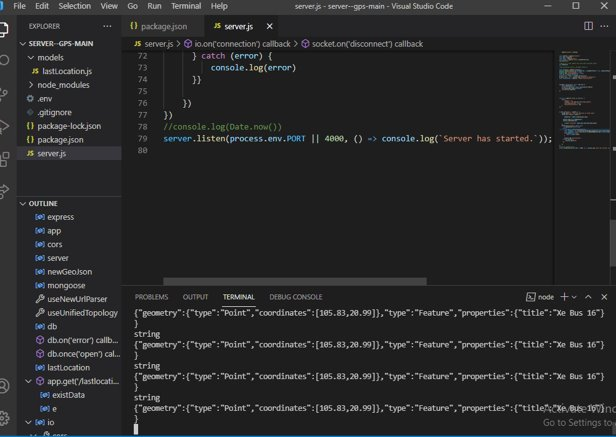 File Edit Selection View Go Run Terminal Help server.js - server--gps-main - Visual Studio Code
EXPLORER ···
{} package.json JS server.js ×
JS server.js > io.on('connection') callback > socket.on('disconnect') callback
SERVER--GPS-MAIN
models
JS lastLocation.js
node_modules
.env
.gitignore
{} package-lock.json
{} package.json
JS server.js
OUTLINE
express
app
cors
server
newGeoJson
mongoose
useNewUrlParser
useUnifiedTopology
db
db.on('error') callb...
db.once('open') cal...
lastLocation
app.get('/lastlocati...
existData
e
io
72 } catch (error) {
73 console.log(error)
74 }}
75
76 })
77 })
78 //console.log(Date.now())
79 server.listen(process.env.PORT || 4000, () => console.log(`Server has started.`));
80
PROBLEMS OUTPUT TERMINAL DEBUG CONSOLE node
{"geometry":{"type":"Point","coordinates":[105.83,20.99]},"type":"Feature","properties":{"title":"Xe Bus 16"}
}
string
{"geometry":{"type":"Point","coordinates":[105.83,20.99]},"type":"Feature","properties":{"title":"Xe Bus 16"}
}
string
{"geometry":{"type":"Point","coordinates":[105.83,20.99]},"type":"Feature","properties":{"title":"Xe Bus 16"}
}
string
{"geometry":{"type":"Point","coordinates":[105.83,20.99]},"type":"Feature","properties":{"title":"Xe Bus 16"}
}
Activate Wind
Go to Settings to